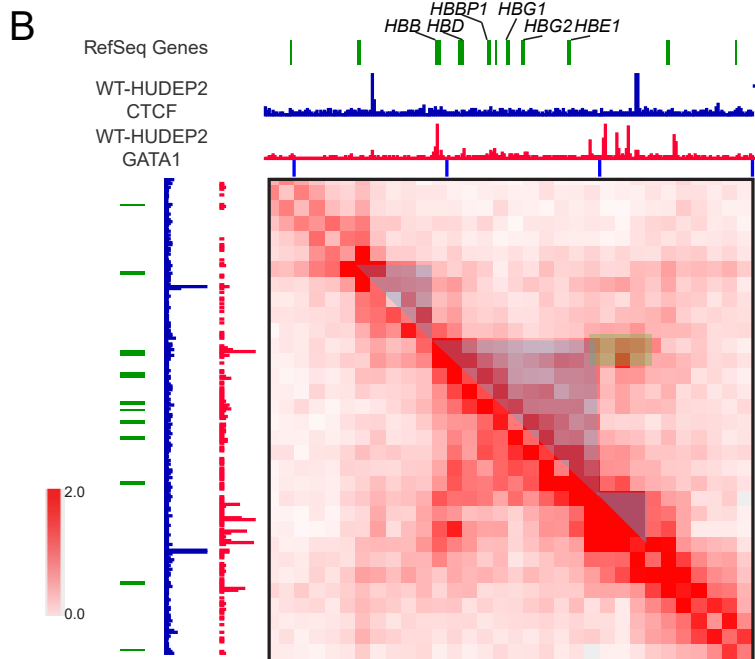 B
HBBP1 HBG1
HBB HBD HBG2 HBE1
RefSeq Genes
WT-HUDEP2
CTCF
WT-HUDEP2
GATA1
2.0
0.0